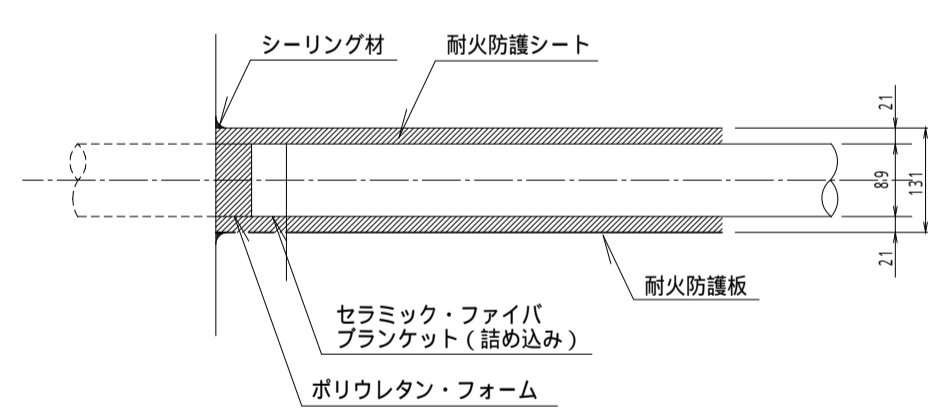 シーリング材
耐火防護シート
21
89
131
21
耐火防護板
セラミック・ファイバ
ブランケット（詰め込み）
ポリウレタン・フォーム